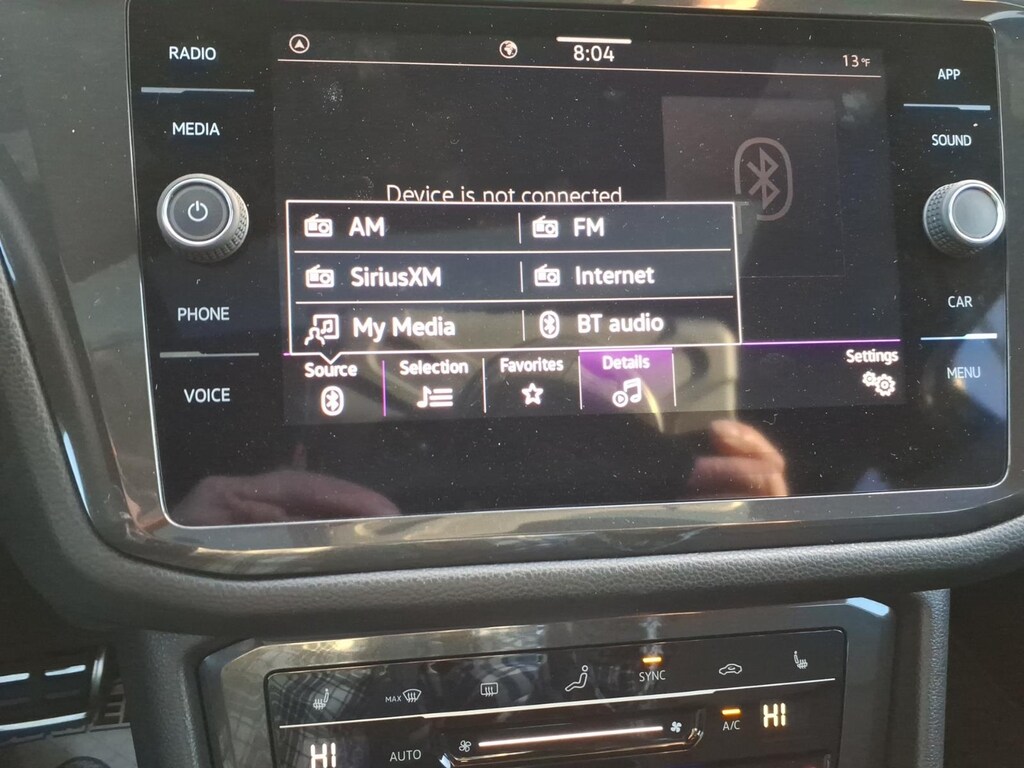 RADIO
MEDIA
PHONE
VOICE
8:04
13°F
Device is not connected.
AM
FM
SiriusXM
Internet
My Media
BT audio
Source
Selection
Favorites
Details
Settings
APP
SOUND
CAR
MENU
MAX
SYNC
HI
AUTO
A/C
HI